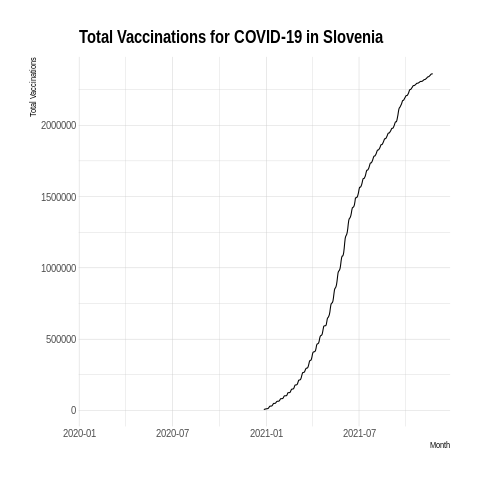 Total Vaccinations for COVID-19 in Slovenia
Total Vaccinations
2000000
1500000
1000000
500000
0
2020-01 2020-07 2021-01 2021-07
Month